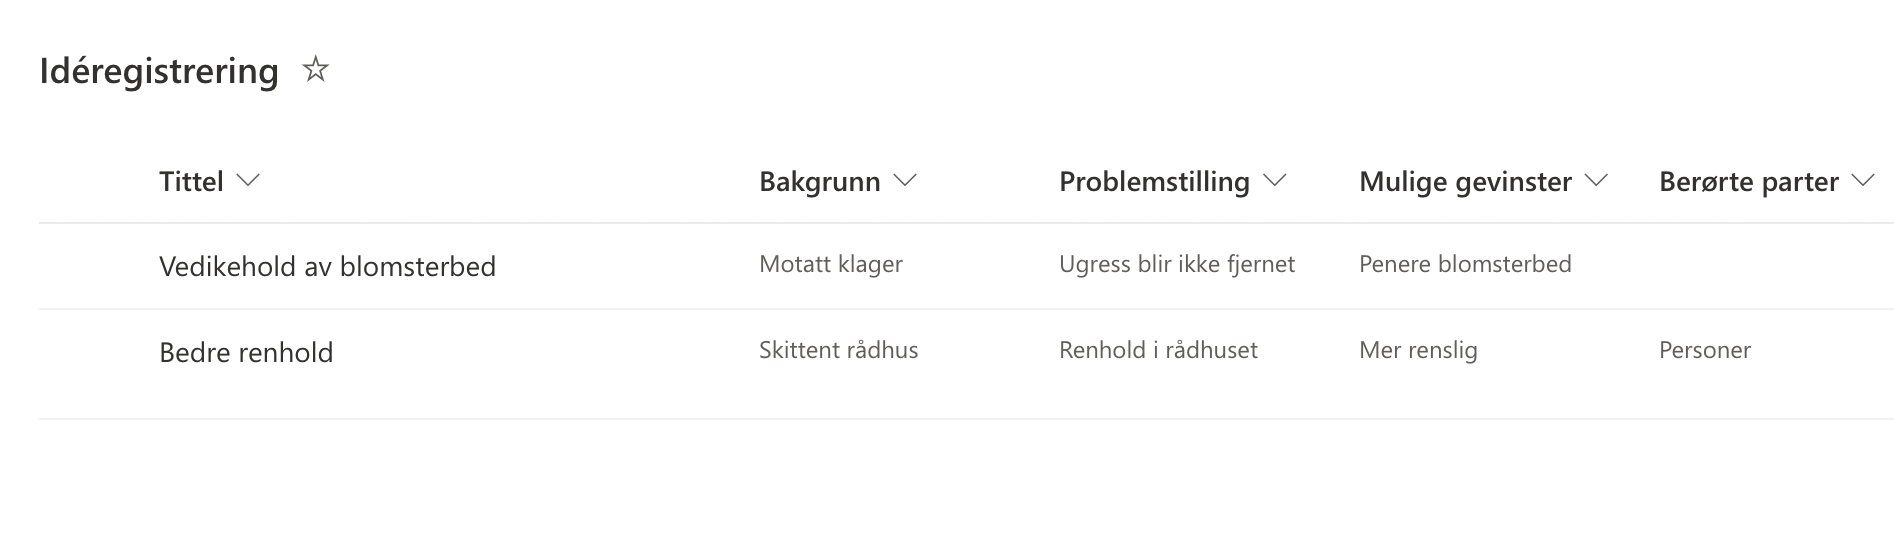 Idéregistrering
Tittel Bakgrunn Problemstilling Mulige gevinster Berørte parter
Vedikehold av blomsterbed Motatt klager Ugress blir ikke fjernet Penere blomsterbed
Bedre renhold Skittent rådhus Renhold i rådhuset Mer renslig Personer